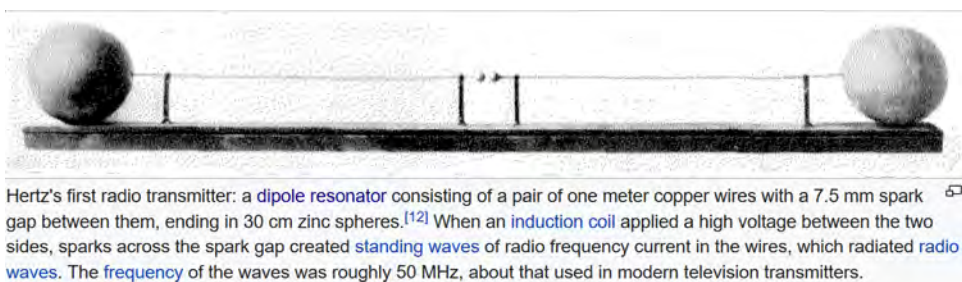 Hertz's first radio transmitter: a dipole resonator consisting of a pair of one meter copper wires with a 7.5 mm spark
gap between them, ending in 30 cm zinc spheres.[12] When an induction coil applied a high voltage between the two
sides, sparks across the spark gap created standing waves of radio frequency current in the wires, which radiated radio
waves. The frequency of the waves was roughly 50 MHz, about that used in modern television transmitters.